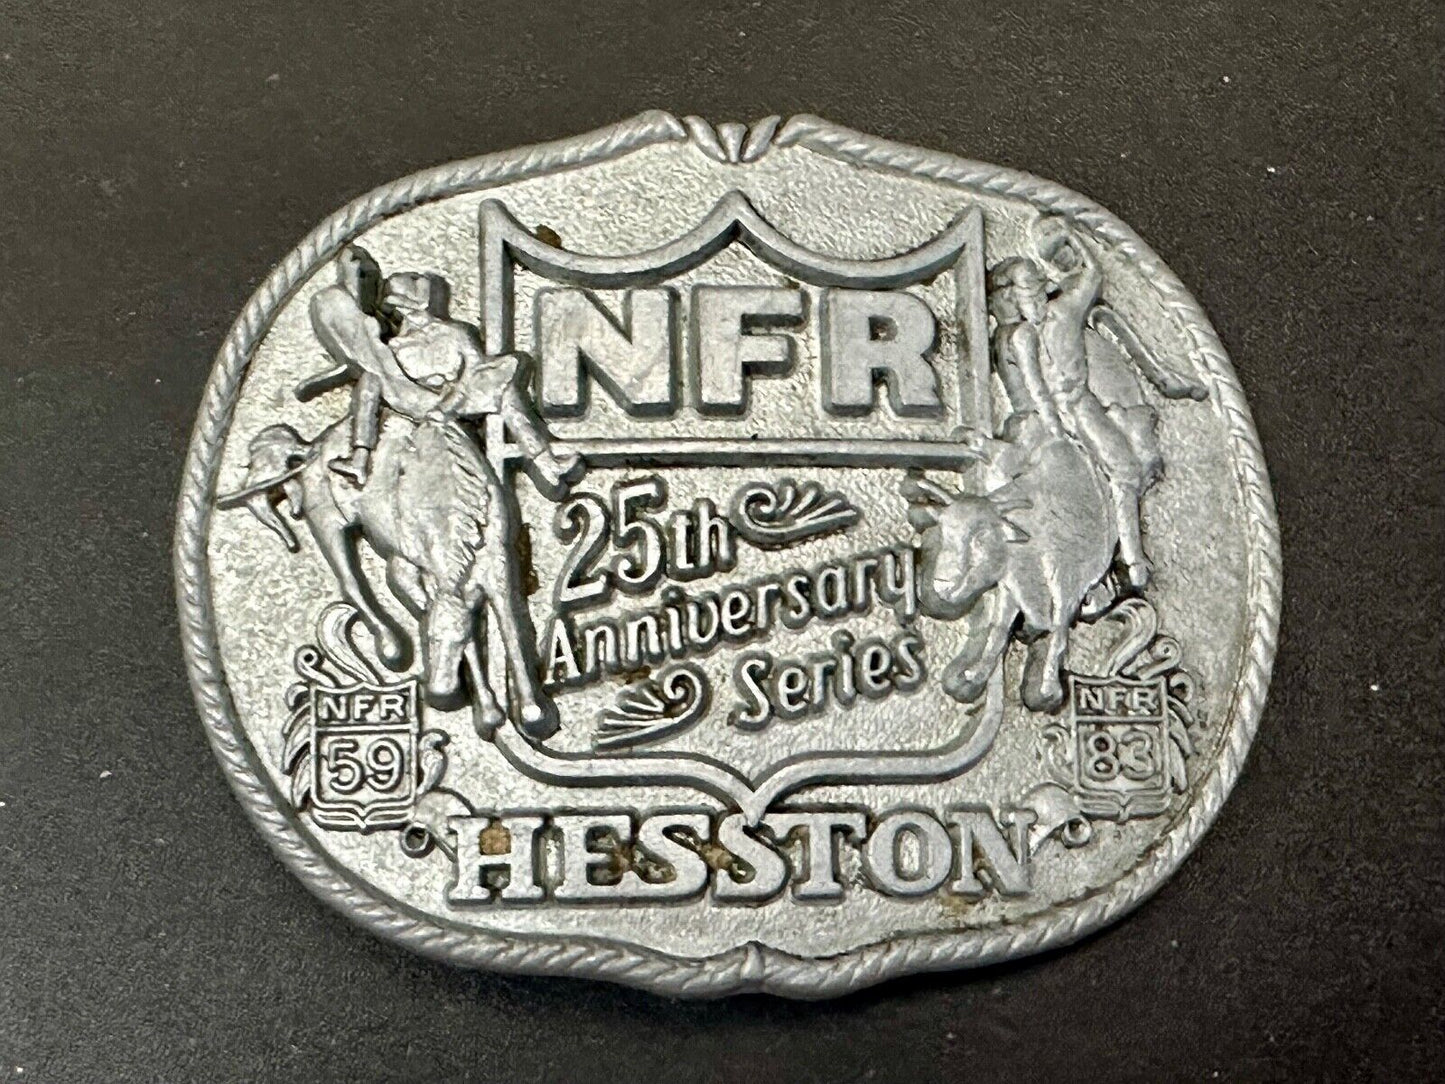 NFR
25th
Anniversary
Series
NFR
59
NFR
83
HESSTON